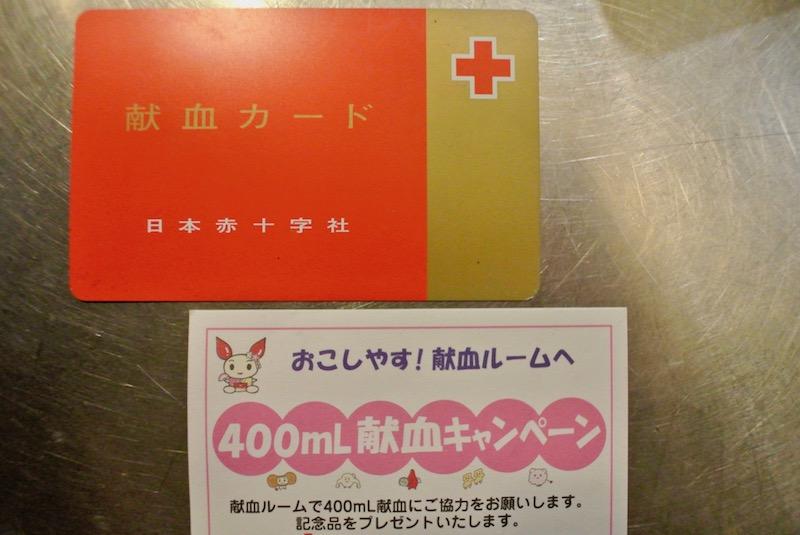 献血カード
日本赤十字社
おこしやす!献血ルームへ
400mL献血キャンペーン
献血ルームで400mL献血にご協力をお願いします。
記念品をプレゼントいたします。